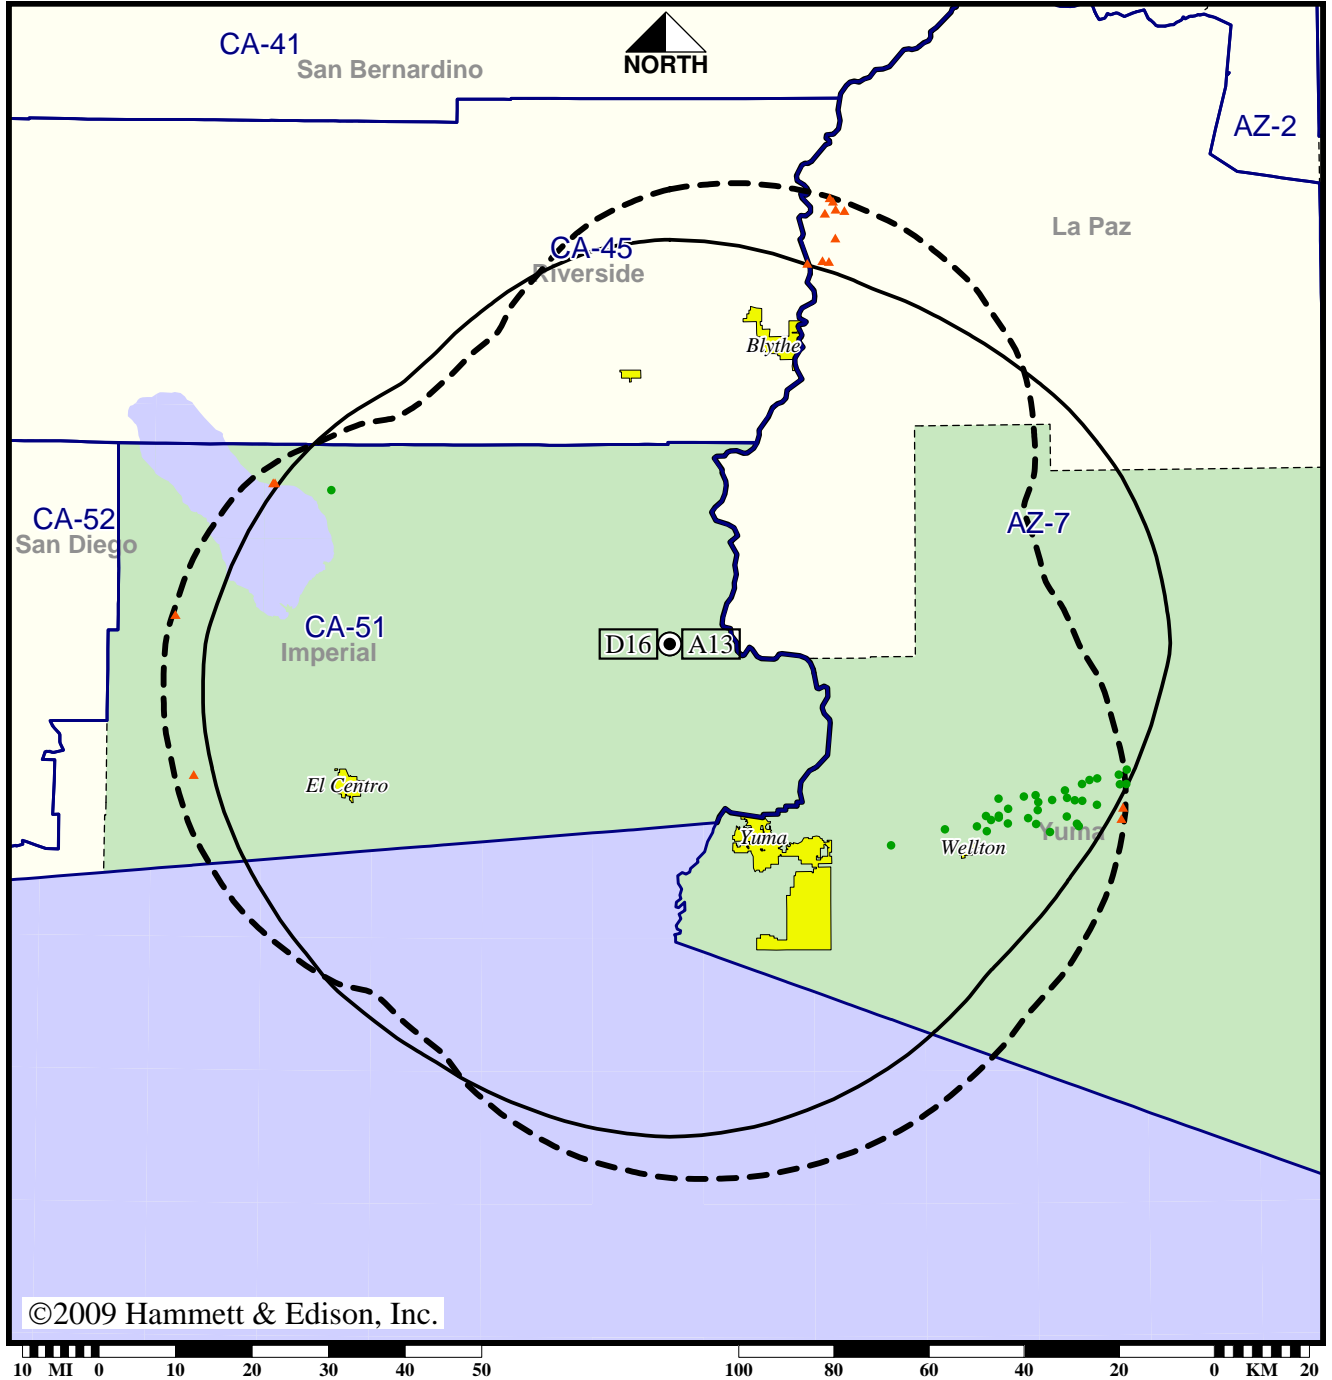 CA-41
San Bernardino
NORTH
AZ-2
La Paz
CA-45
Riverside
Blythe
CA-52
San Diego
AZ-7
CA-51
Imperial
D16 A13
El Centro
Yuma
Yuma
Wellton
©2009 Hammett & Edison, Inc.
10 MI 0 10 20 30 40 50 100 80 60 40 20 0 KM 20